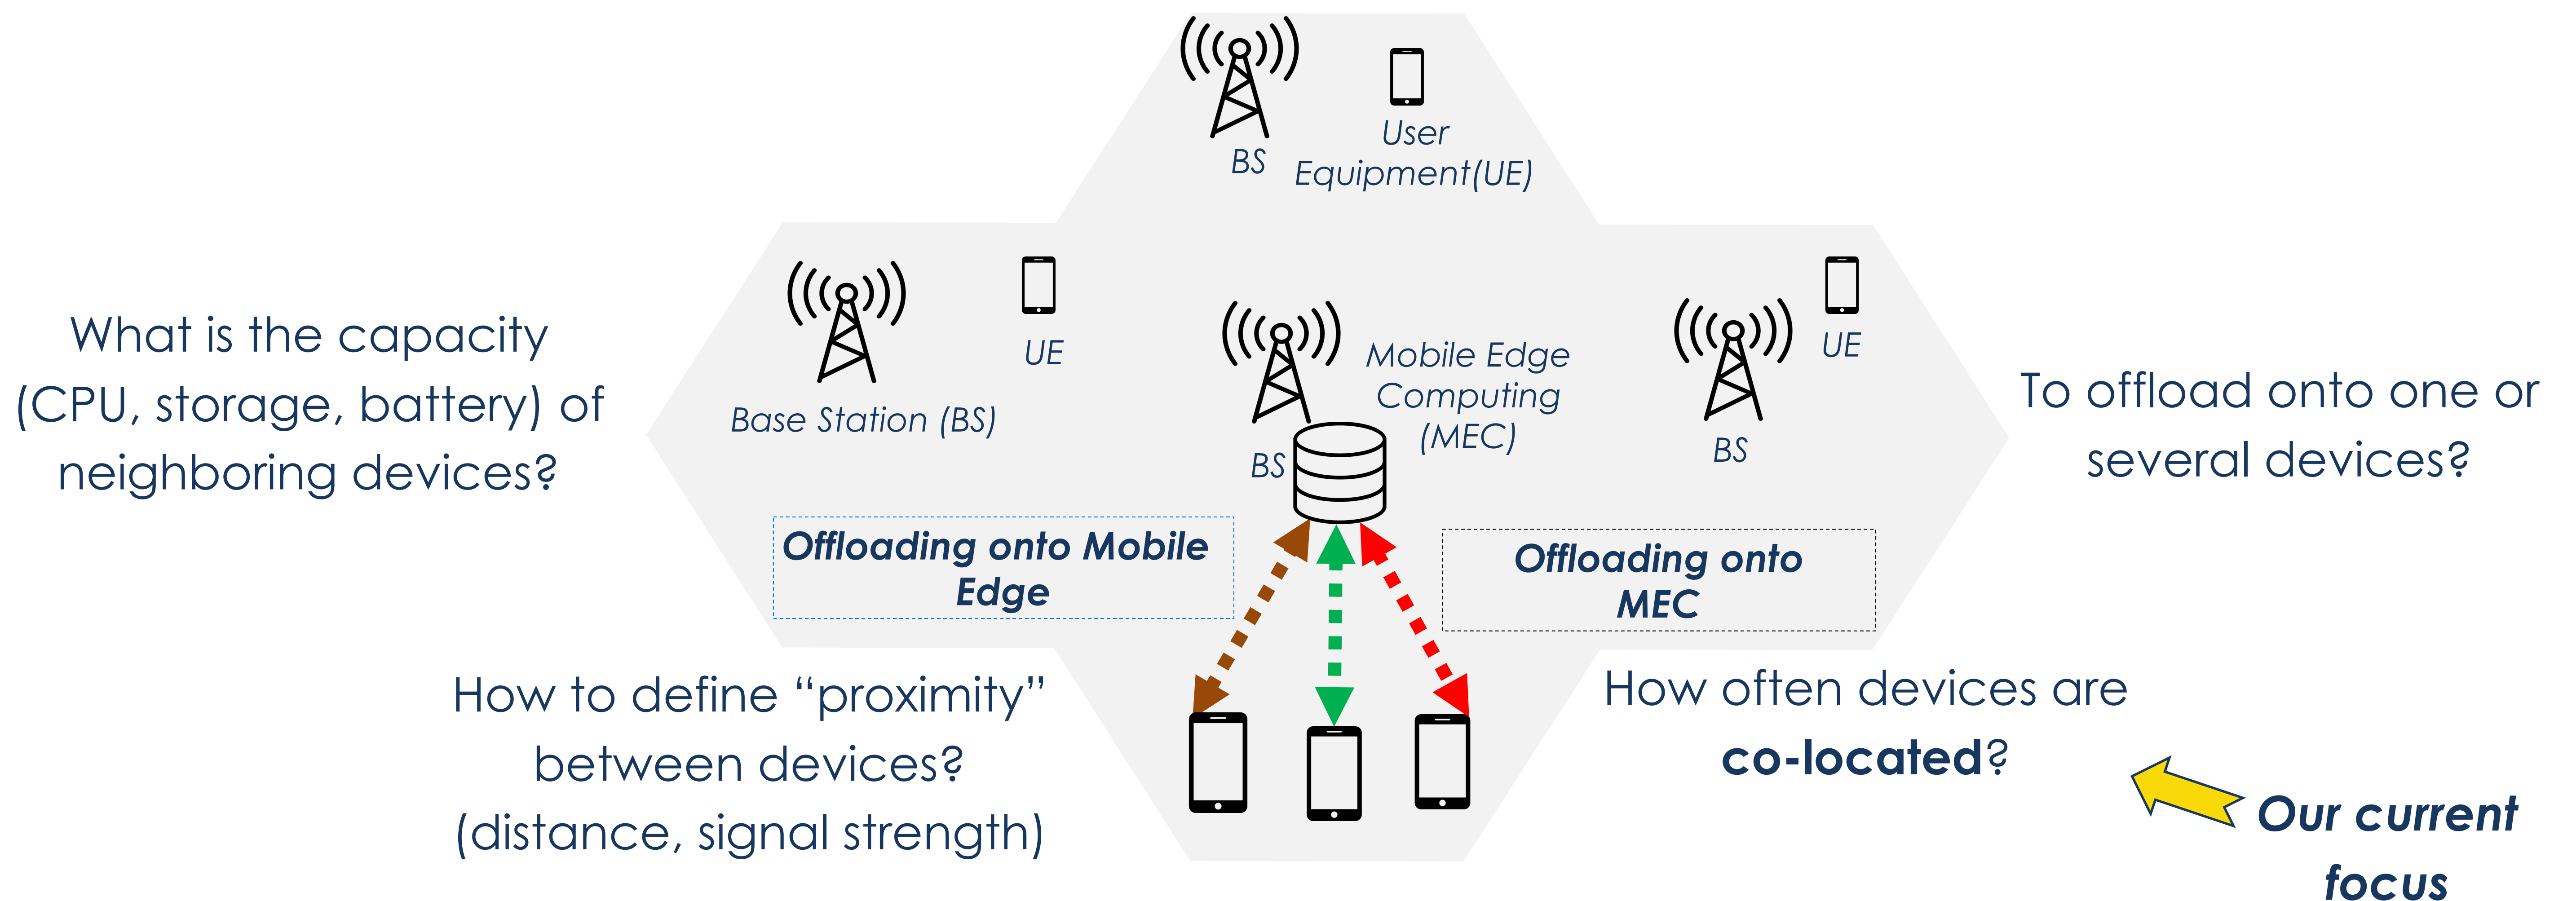 BS
User
Equipment(UE)
Base Station (BS)
UE
Mobile Edge
Computing
(MEC)
BS
UE
BS
What is the capacity
(CPU, storage, battery) of
neighboring devices?
To offload onto one or
several devices?
Offloading onto Mobile
Edge
Offloading onto
MEC
How to define “proximity”
between devices?
(distance, signal strength)
How often devices are
co-located?
Our current
focus